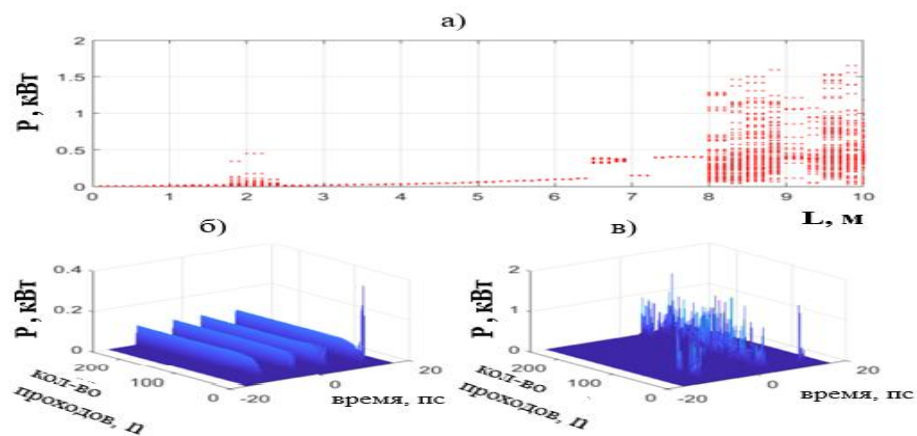 а)
2
1.5
1
0.5
0
P, кВт
0 1 2 3 4 5 6 7 8 9 10
L, м
б)
0.4
0.2
0
P, кВт
200
100
0
кол-во
проходов, n
-20
0
20
время, пс
в)
2
1
0
P, кВт
200
100
0
кол-во
проходов, n
-20
0
20
время, пс